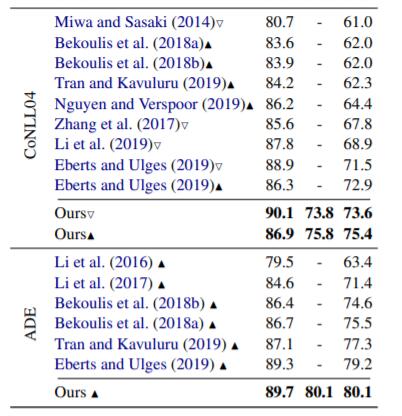 CoNLL04
Miwa and Sasaki (2014)▽ 80.7 - 61.0
Bekoulis et al. (2018a)▲ 83.6 - 62.0
Bekoulis et al. (2018b)▲ 83.9 - 62.0
Tran and Kavuluru (2019)▲ 84.2 - 62.3
Nguyen and Verspoor (2019)▲ 86.2 - 64.4
Zhang et al. (2017)▽ 85.6 - 67.8
Li et al. (2019)▽ 87.8 - 68.9
Eberts and Ulges (2019)▽ 88.9 - 71.5
Eberts and Ulges (2019)▲ 86.3 - 72.9
Ours▽ 90.1 73.8 73.6
Ours▲ 86.9 75.8 75.4
ADE
Li et al. (2016) ▲ 79.5 - 63.4
Li et al. (2017) ▲ 84.6 - 71.4
Bekoulis et al. (2018b) ▲ 86.4 - 74.6
Bekoulis et al. (2018a) ▲ 86.7 - 75.5
Tran and Kavuluru (2019) ▲ 87.1 - 77.3
Eberts and Ulges (2019) ▲ 89.3 - 79.2
Ours ▲ 89.7 80.1 80.1